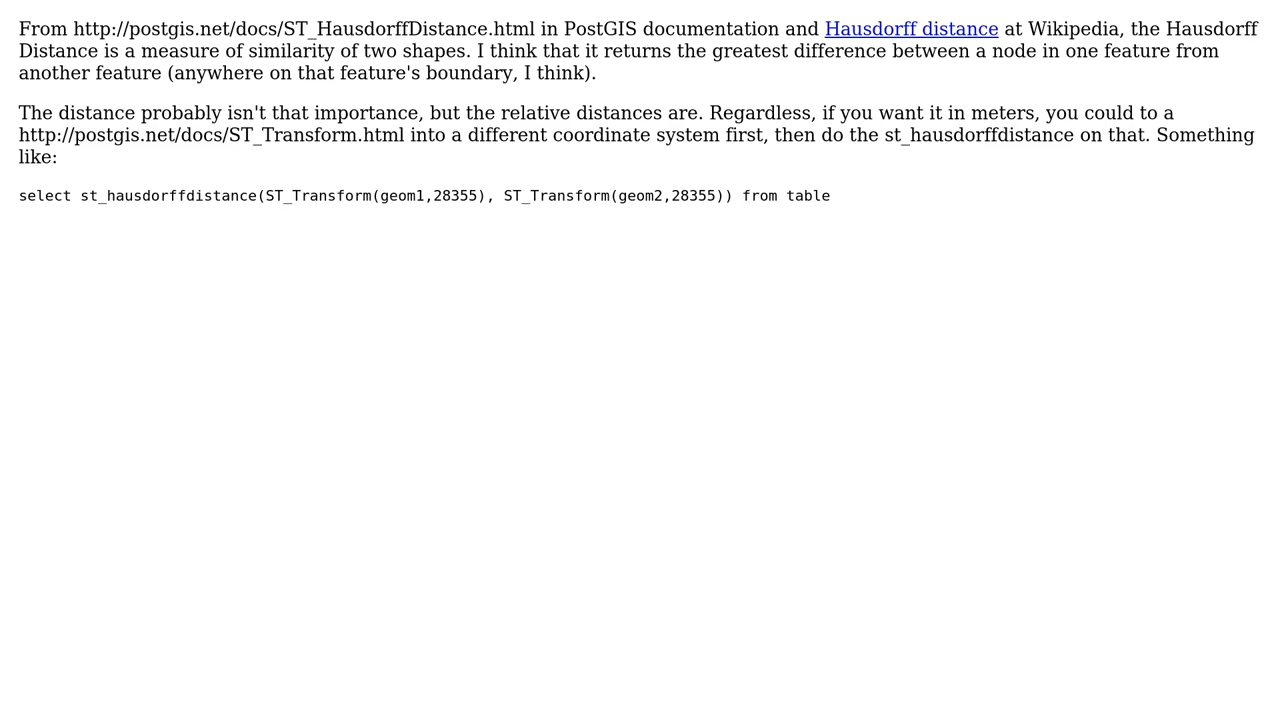 From http://postgis.net/docs/ST_HausdorffDistance.html in PostGIS documentation and Hausdorff distance at Wikipedia, the Hausdorff
Distance is a measure of similarity of two shapes. I think that it returns the greatest difference between a node in one feature from
another feature (anywhere on that feature's boundary, I think).
The distance probably isn't that importance, but the relative distances are. Regardless, if you want it in meters, you could to a
http://postgis.net/docs/ST_Transform.html into a different coordinate system first, then do the st_hausdorffdistance on that. Something
like:
select st_hausdorffdistance(ST_Transform(geom1,28355), ST_Transform(geom2,28355)) from table